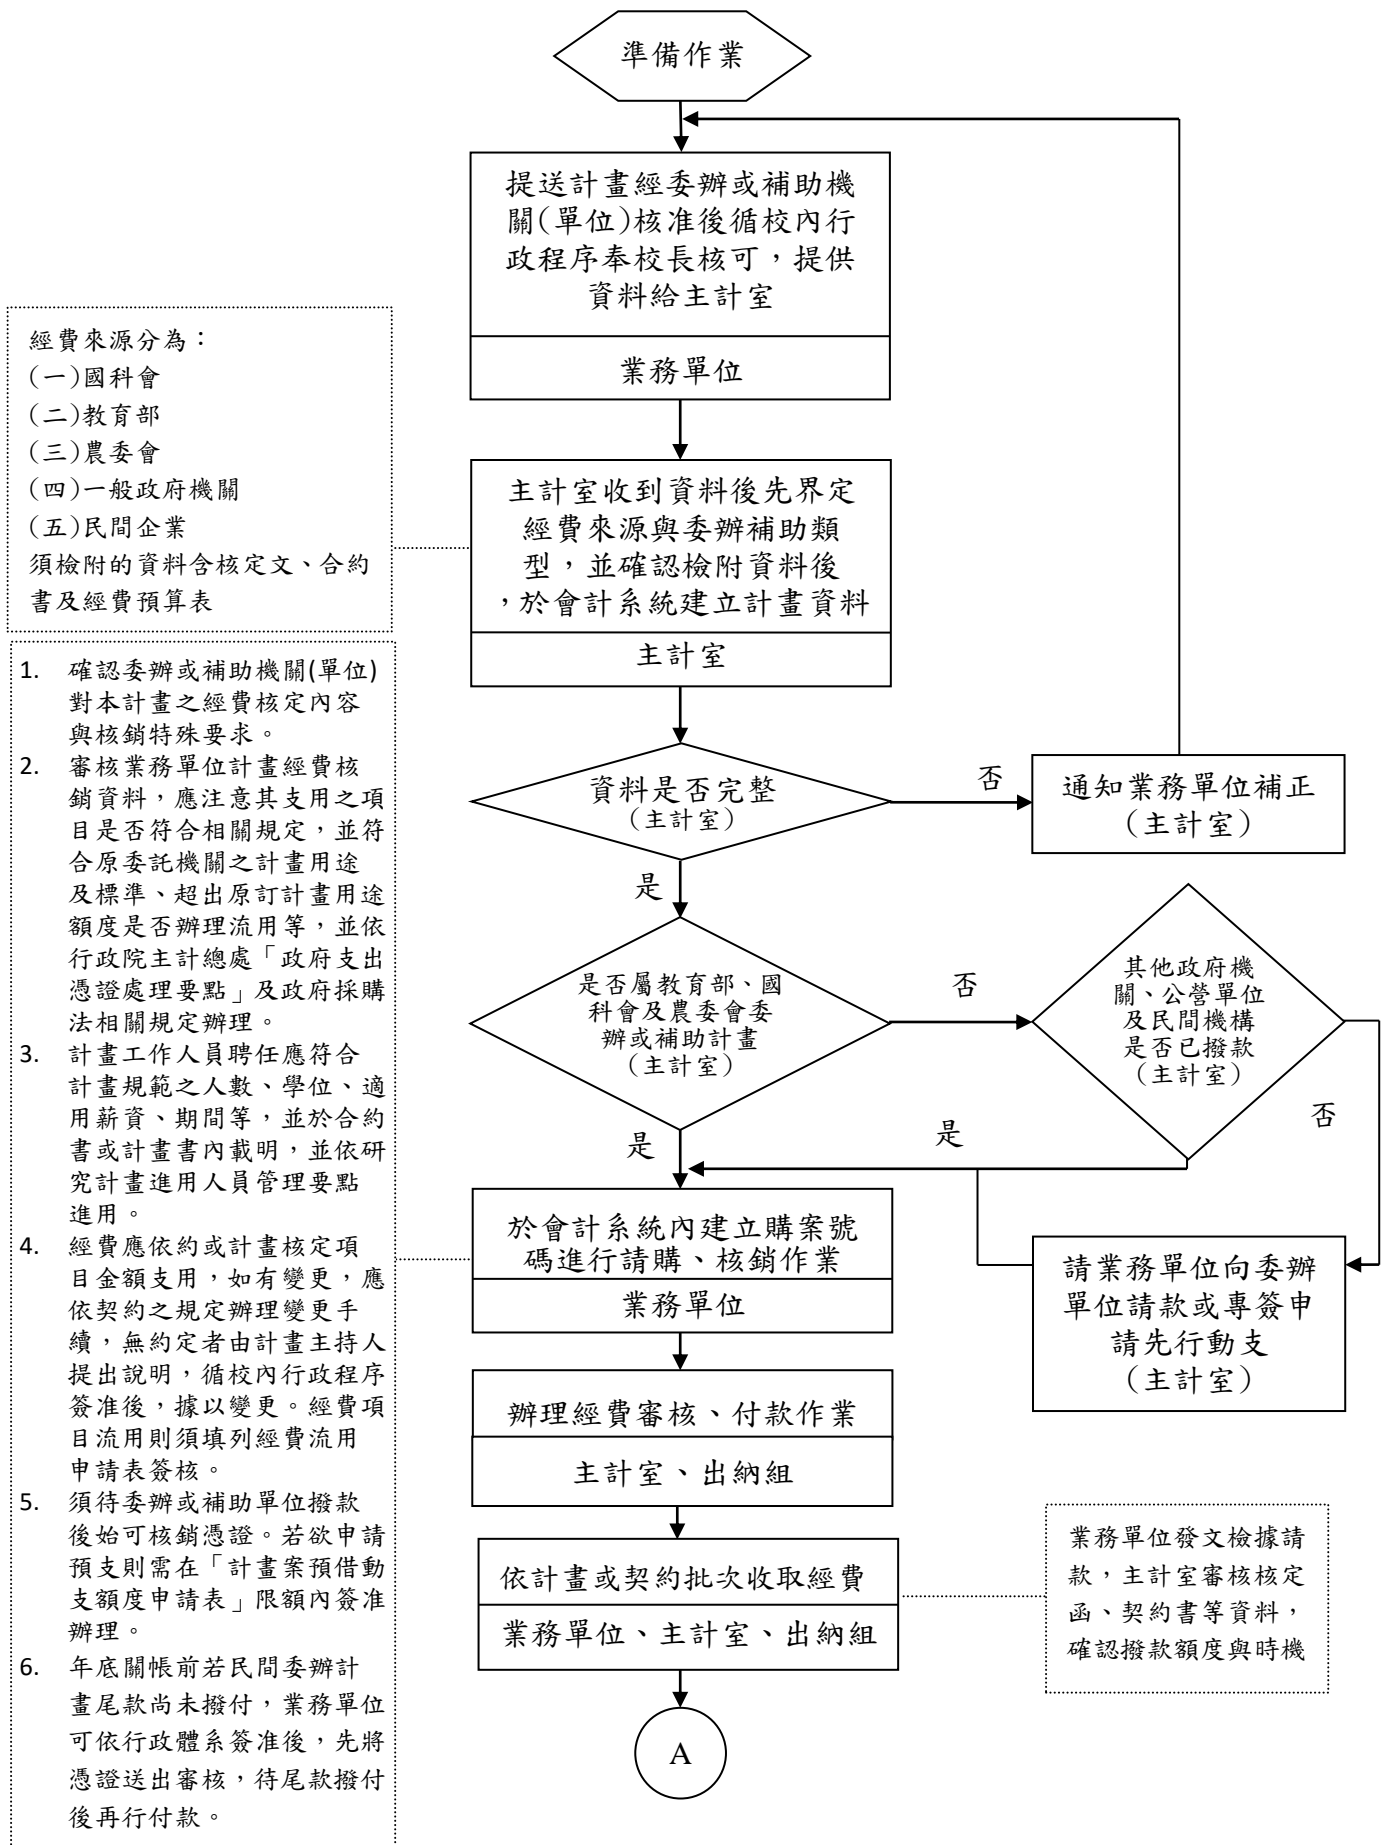 準備作業
提送計畫經委辦或補助機
關(單位)核准後循校內行
政程序奉校長核可，提供
資料給主計室
業務單位
經費來源分為：
(一)國科會
(二)教育部
(三)農委會
(四)一般政府機關
(五)民間企業
須檢附的資料含核定文、合約
書及經費預算表
主計室收到資料後先界定
經費來源與委辦補助類
型，並確認檢附資料後
，於會計系統建立計畫資料
主計室
1. 確認委辦或補助機關(單位)
對本計畫之經費核定內容
與核銷特殊要求。
2. 審核業務單位計畫經費核
銷資料，應注意其支用之項
目是否符合相關規定，並符
合原委託機關之計畫用途
及標準、超出原訂計畫用途
額度是否辦理流用等，並依
行政院主計總處「政府支出
憑證處理要點」及政府採購
法相關規定辦理。
3. 計畫工作人員聘任應符合
計畫規範之人數、學位、適
用薪資、期間等，並於合約
書或計畫書內載明，並依研
究計畫進用人員管理要點
進用。
4. 經費應依約或計畫核定項
目金額支用，如有變更，應
依契約之規定辦理變更手
續，無約定者由計畫主持人
提出說明，循校內行政程序
簽准後，據以變更。經費項
目流用則須填列經費流用
申請表簽核。
5. 須待委辦或補助單位撥款
後始可核銷憑證。若欲申請
預支則需在「計畫案預借動
支額度申請表」限額內簽准
辦理。
6. 年底關帳前若民間委辦計
畫尾款尚未撥付，業務單位
可依行政體系簽准後，先將
憑證送出審核，待尾款撥付
後再行付款。
資料是否完整
(主計室)
否
通知業務單位補正
(主計室)
是
是否屬教育部、國
科會及農委會委
辦或補助計畫
(主計室)
否
其他政府機
關、公營單位
及民間機構
是否已撥款
(主計室)
是
是
否
於會計系統內建立購案號
碼進行請購、核銷作業
業務單位
請業務單位向委辦
單位請款或專簽申
請先行動支
(主計室)
辦理經費審核、付款作業
主計室、出納組
依計畫或契約批次收取經費
業務單位、主計室、出納組
業務單位發文檢據請
款，主計室審核核定
函、契約書等資料，
確認撥款額度與時機
A